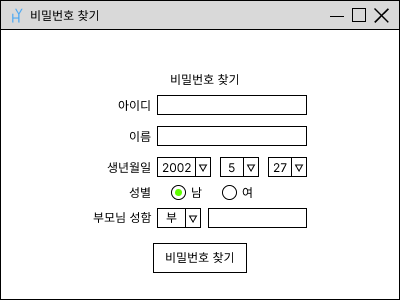 HY 비밀번호 찾기
비밀번호 찾기
아이디
이름
생년월일 2002 5 27
성별 남 여
부모님 성함 부
비밀번호 찾기